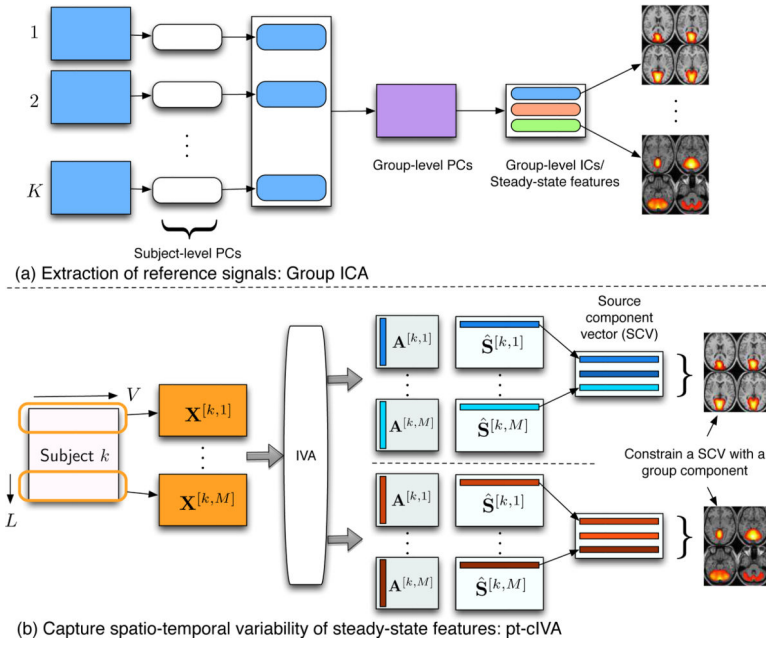 1
2
⋮
K
Subject-level PCs
Group-level PCs
Group-level ICs/
Steady-state features
(a) Extraction of reference signals: Group ICA
V
L
Subject k
X^{[k,1]}
⋮
X^{[k,M]}
IVA
A^{[k,1]}
Ŝ^{[k,1]}
⋮
A^{[k,M]}
Ŝ^{[k,M]}
A^{[k,1]}
Ŝ^{[k,1]}
⋮
A^{[k,M]}
Ŝ^{[k,M]}
Source
component
vector (SCV)
Constrain a SCV with a
group component
(b) Capture spatio-temporal variability of steady-state features: pt-cIVA